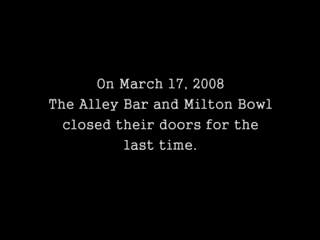 On March 17, 2008
The Alley Bar and Milton Bowl
closed their doors for the
last time.